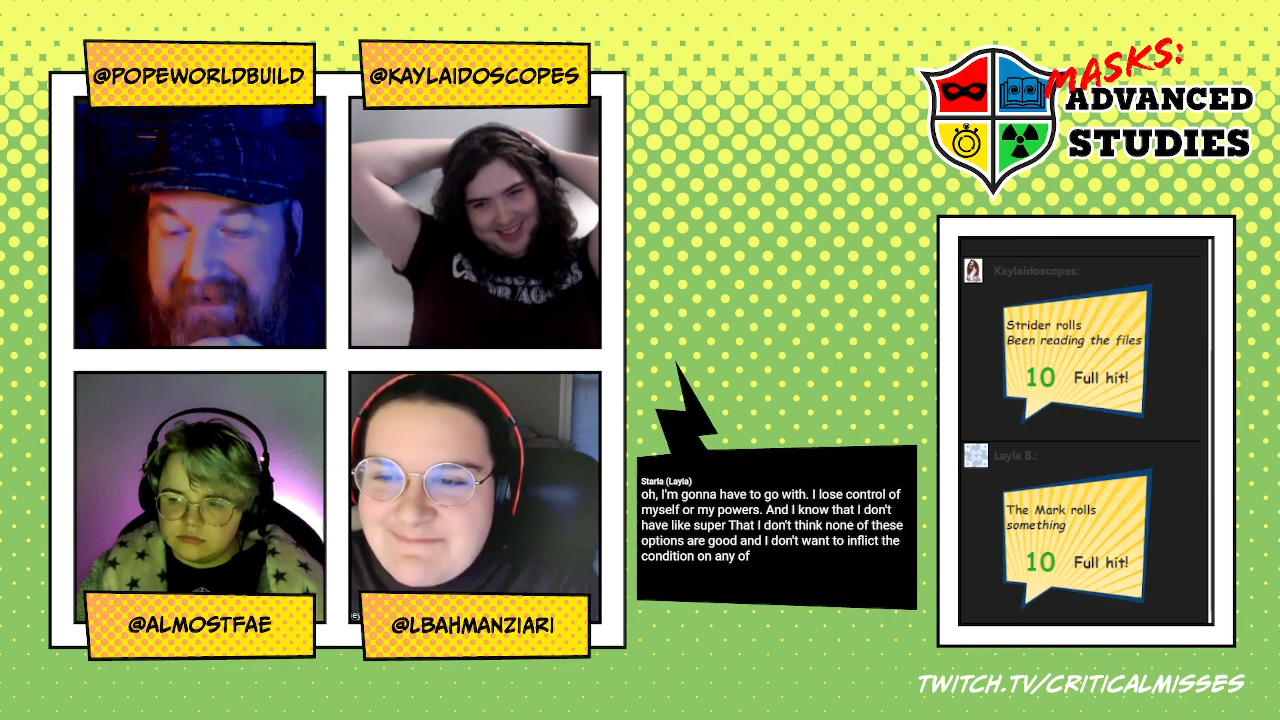 @POPEWORLDBUILD
@KAYLAIDOSCOPES
@ALMOSTFAE
@LBAHMANZIARI
MASKS:
ADVANCED
STUDIES
Kaylaidoscopes:
Strider rolls
Been reading the files
10 Full hit!
Layla B.:
The Mark rolls
something
10 Full hit!
Starla (Layla)
oh, I'm gonna have to go with. I lose control of
myself or my powers. And I know that I don't
have like super That I don't think none of these
options are good and I don't want to inflict the
condition on any of
TWITCH.TV/CRITICALMISSES